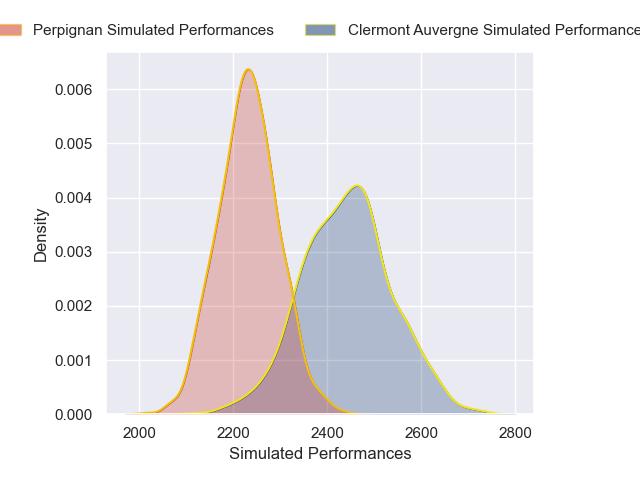 Perpignan Simulated Performances
Clermont Auvergne Simulated Performance
0.006
0.005
0.004
0.003
0.002
0.001
0.000
Density
2000 2200 2400 2600 2800
Simulated Performances